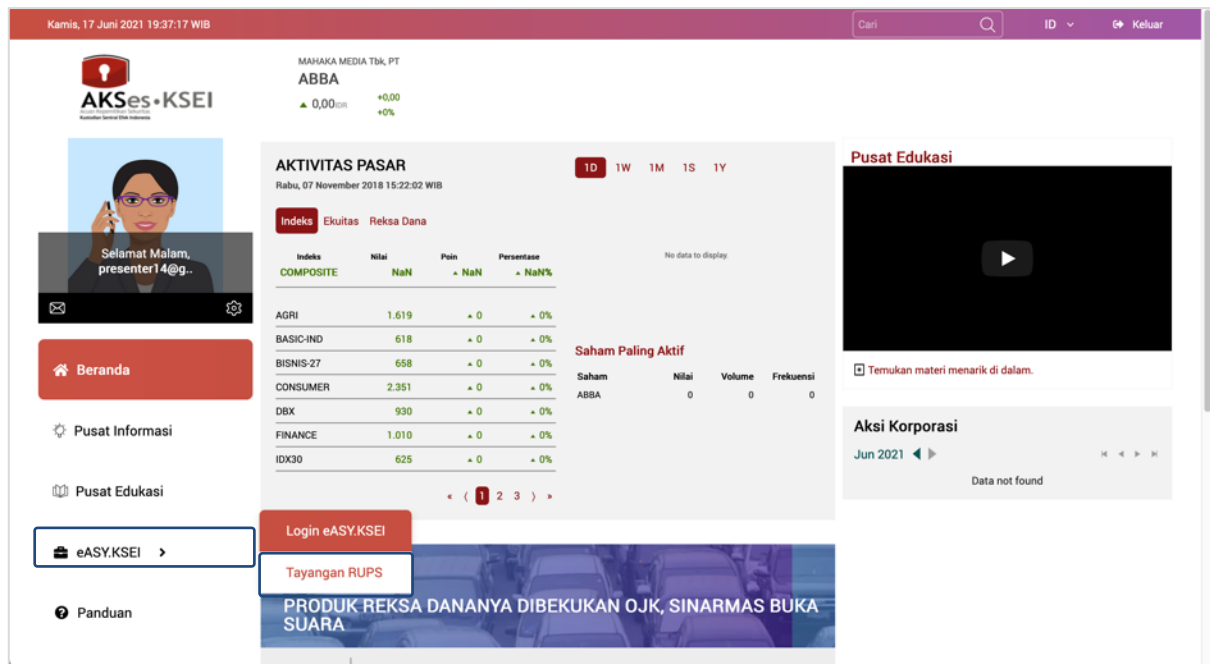 Kamis, 17 Juni 2021 19:37:17 WIB
Cari
ID
Keluar
AKSes•KSEI
Acuan Kepemilikan Sekuritas
Kustodian Sentral Efek Indonesia
MAHAKA MEDIA Tbk, PT
ABBA
0,00IDR
+0,00
+0%
Selamat Malam,
presenter14@g..
Beranda
Pusat Informasi
Pusat Edukasi
eASY.KSEI
Panduan
Login eASY.KSEI
Tayangan RUPS
AKTIVITAS PASAR
Rabu, 07 November 2018 15:22:02 WIB
1D 1W 1M 1S 1Y
Indeks Ekuitas Reksa Dana
Indeks Nilai Poin Persentase
COMPOSITE NaN NaN NaN%
AGRI 1.619 0 0%
BASIC-IND 618 0 0%
BISNIS-27 658 0 0%
CONSUMER 2.351 0 0%
DBX 930 0 0%
FINANCE 1.010 0 0%
IDX30 625 0 0%
« ⟨ 1 2 3 ⟩ »
No data to display.
Saham Paling Aktif
Saham Nilai Volume Frekuensi
ABBA 0 0 0
PRODUK REKSA DANANYA DIBEKUKAN OJK, SINARMAS BUKA
SUARA
Pusat Edukasi
Temukan materi menarik di dalam.
Aksi Korporasi
Jun 2021
Data not found